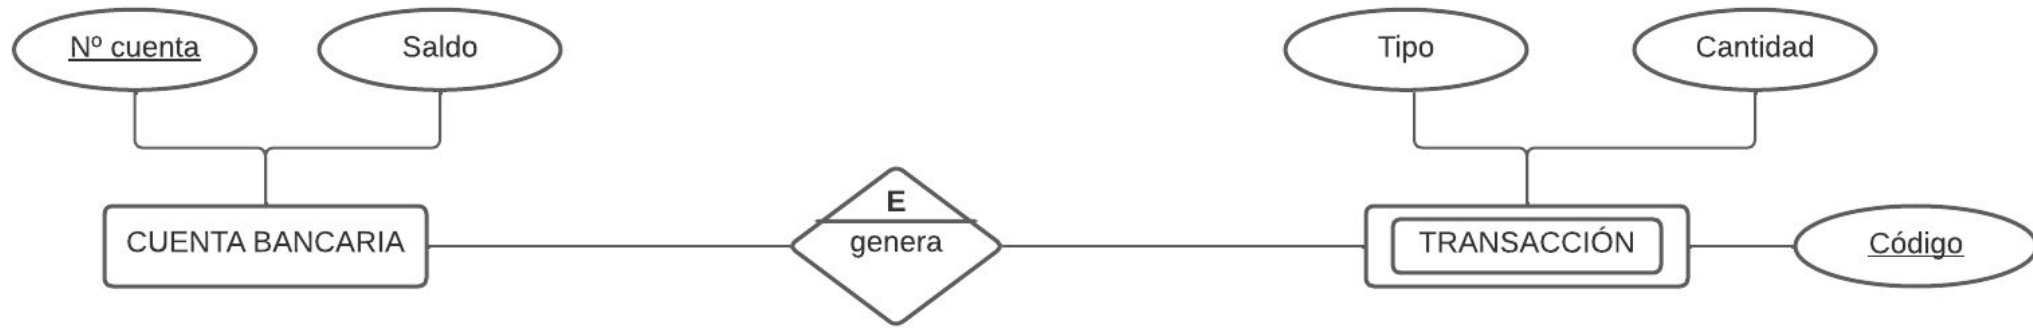 Nº cuenta
Saldo
Tipo
Cantidad
E
genera
CUENTA BANCARIA
TRANSACCIÓN
Código